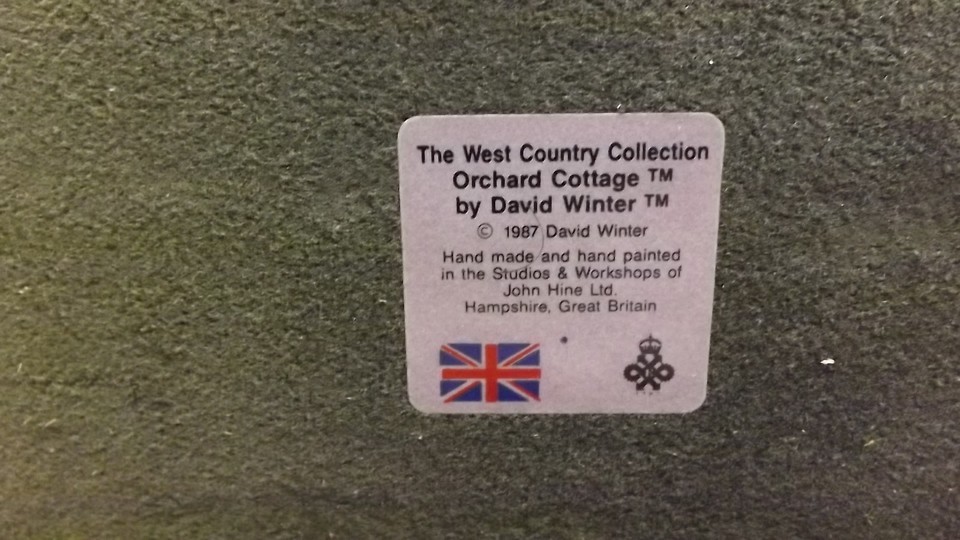 The West Country Collection
Orchard Cottage ™
by David Winter ™
© 1987 David Winter
Hand made and hand painted
in the Studios & Workshops of
John Hine Ltd.
Hampshire, Great Britain